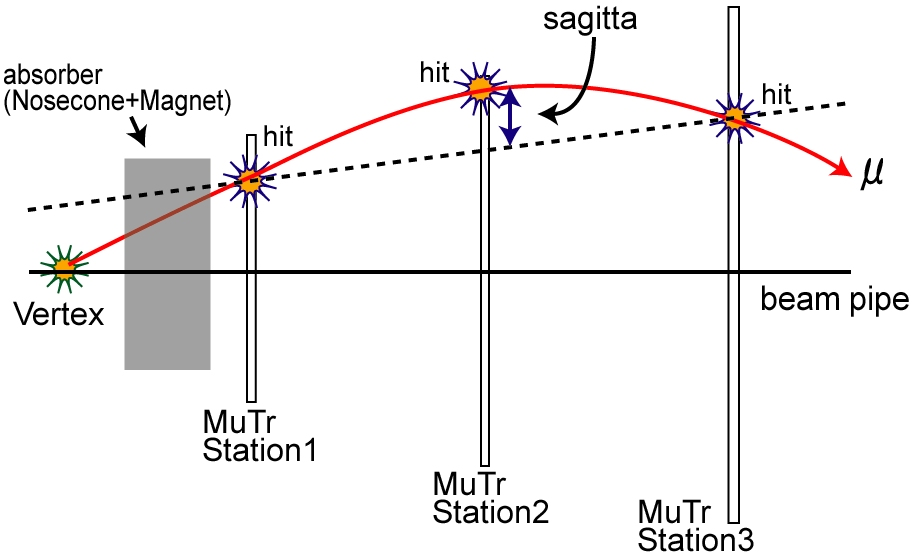 sagitta
absorber
(Nosecone+Magnet)
hit
hit
hit
μ
Vertex
beam pipe
MuTr
Station1
MuTr
Station2
MuTr
Station3